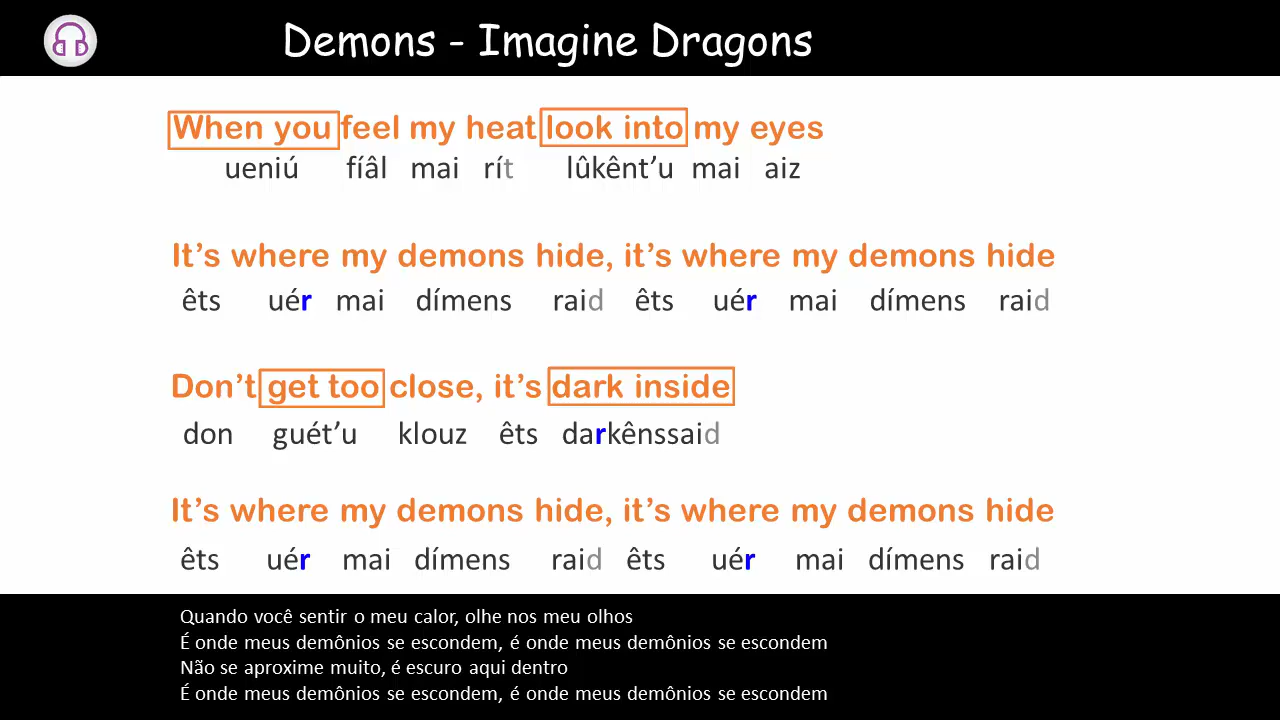 Demons - Imagine Dragons
When you feel my heat look into my eyes
ueniú fíâl mai rít lûkênt’u mai aiz
It’s where my demons hide, it’s where my demons hide
êts uér mai dímens raid êts uér mai dímens raid
Don’t get too close, it’s dark inside
don guét’u klouz êts darkênssaid
It’s where my demons hide, it’s where my demons hide
êts uér mai dímens raid êts uér mai dímens raid
Quando você sentir o meu calor, olhe nos meu olhos
É onde meus demônios se escondem, é onde meus demônios se escondem
Não se aproxime muito, é escuro aqui dentro
É onde meus demônios se escondem, é onde meus demônios se escondem